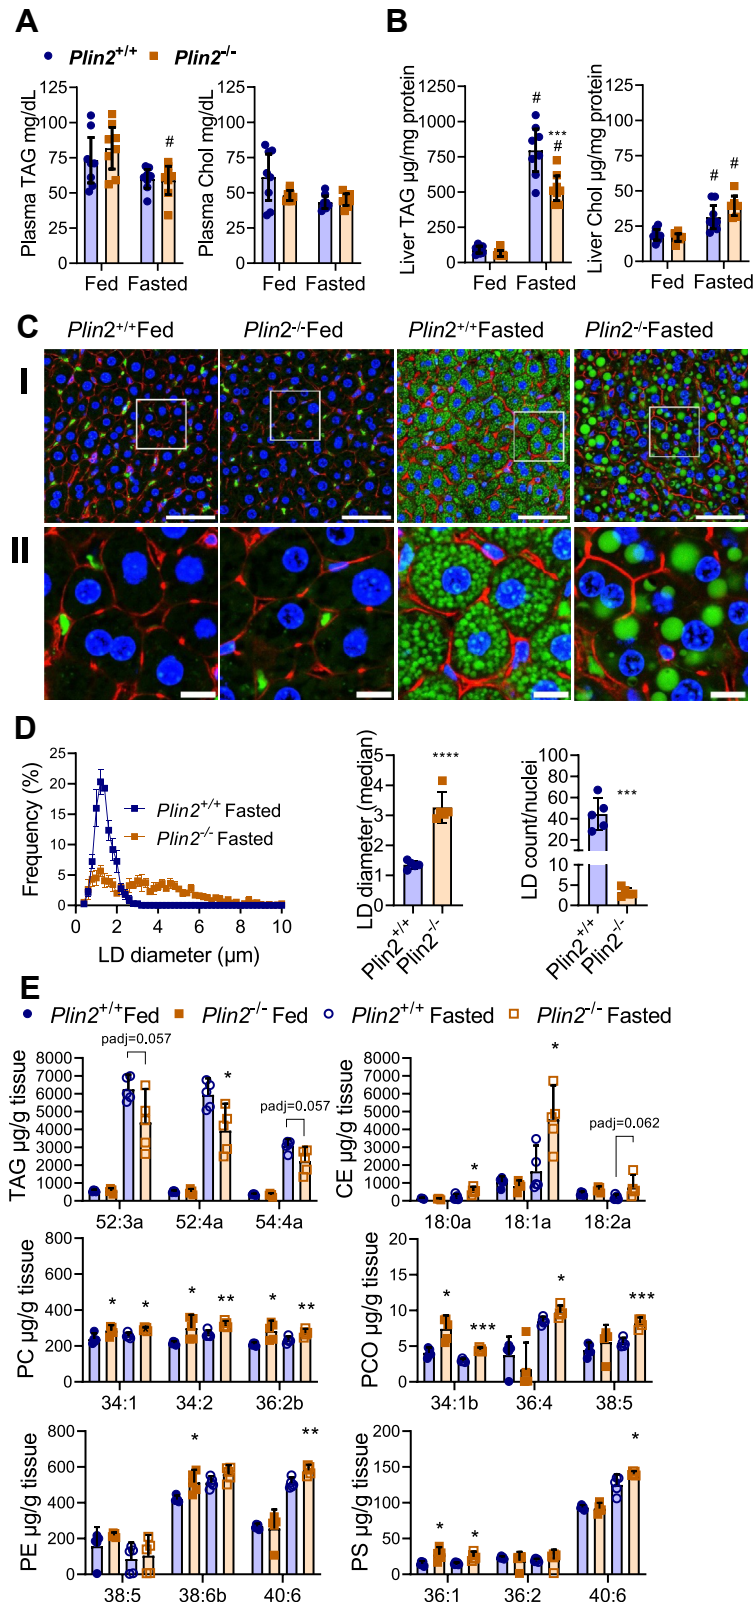 A
B
Plin2+/+ Plin2-/-
Plasma TAG mg/dL
125
100
75
50
25
0
#
Fed Fasted
Plasma Chol mg/dL
125
100
75
50
25
0
Fed Fasted
Liver TAG µg/mg protein
1250
1000
750
500
250
0
#
***
#
Fed Fasted
Liver Chol µg/mg protein
125
100
75
50
25
0
# #
Fed Fasted
C
Plin2+/+Fed Plin2-/-Fed Plin2+/+Fasted Plin2-/-Fasted
I
II
D
Frequency (%)
25
20
15
10
5
0
Plin2+/+ Fasted
Plin2-/- Fasted
0 2 4 6 8 10
LD diameter (µm)
LD diameter (median)
5
4
3
2
1
0
****
Plin2+/+
Plin2-/-
LD count/nuclei
100
80
60
40
20
10
5
0
***
Plin2+/+
Plin2-/-
E
Plin2+/+Fed Plin2-/- Fed Plin2+/+ Fasted Plin2-/- Fasted
TAG µg/g tissue
8000
7000
6000
5000
4000
3000
2000
1000
0
padj=0.057
*
padj=0.057
52:3a 52:4a 54:4a
CE µg/g tissue
8000
7000
6000
5000
4000
3000
2000
1000
0
*
*
padj=0.062
18:0a 18:1a 18:2a
PC µg/g tissue
800
600
400
200
0
* * * ** * **
34:1 34:2 36:2b
PCO µg/g tissue
20
15
10
5
0
* *** * ***
34:1b 36:4 38:5
PE µg/g tissue
800
600
400
200
0
* **
38:5 38:6b 40:6
PS µg/g tissue
200
150
100
50
0
* * *
36:1 36:2 40:6